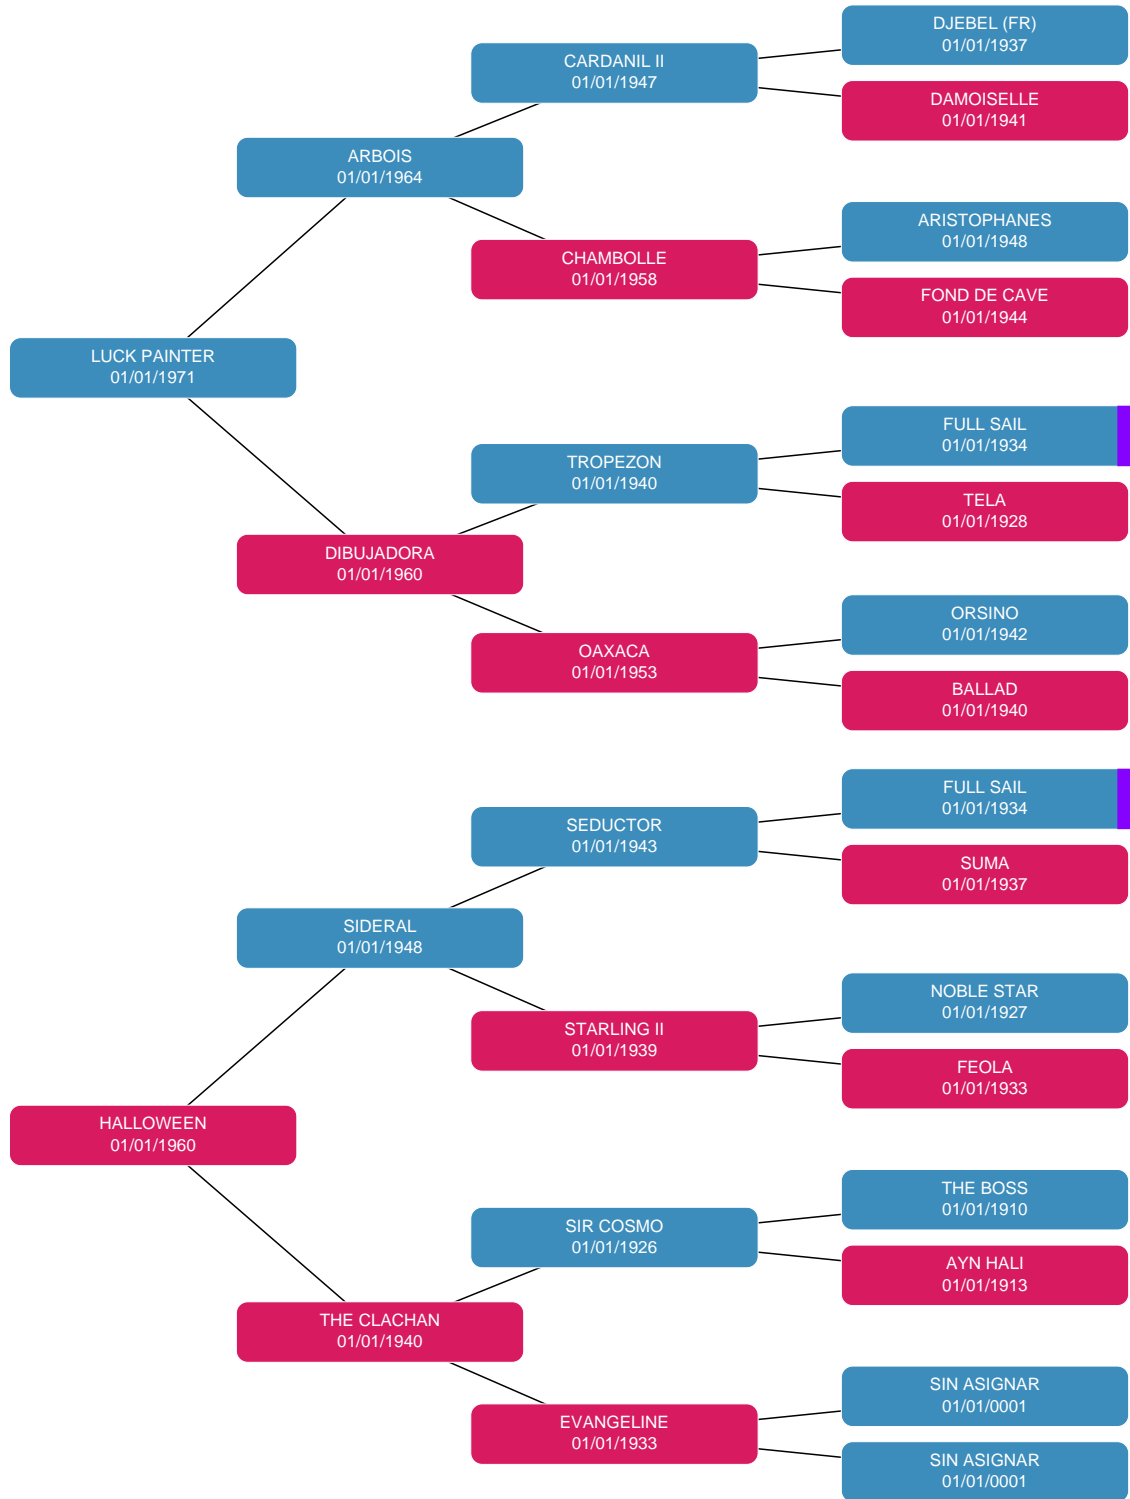 DJEBEL (FR)
01/01/1937
CARDANIL II
01/01/1947
DAMOISELLE
01/01/1941
ARBOIS
01/01/1964
ARISTOPHANES
01/01/1948
CHAMBOLLE
01/01/1958
FOND DE CAVE
01/01/1944
LUCK PAINTER
01/01/1971
FULL SAIL
01/01/1934
TROPEZON
01/01/1940
TELA
01/01/1928
DIBUJADORA
01/01/1960
ORSINO
01/01/1942
OAXACA
01/01/1953
BALLAD
01/01/1940
FULL SAIL
01/01/1934
SEDUCTOR
01/01/1943
SUMA
01/01/1937
SIDERAL
01/01/1948
NOBLE STAR
01/01/1927
STARLING II
01/01/1939
FEOLA
01/01/1933
HALLOWEEN
01/01/1960
THE BOSS
01/01/1910
SIR COSMO
01/01/1926
AYN HALI
01/01/1913
THE CLACHAN
01/01/1940
SIN ASIGNAR
01/01/0001
EVANGELINE
01/01/1933
SIN ASIGNAR
01/01/0001